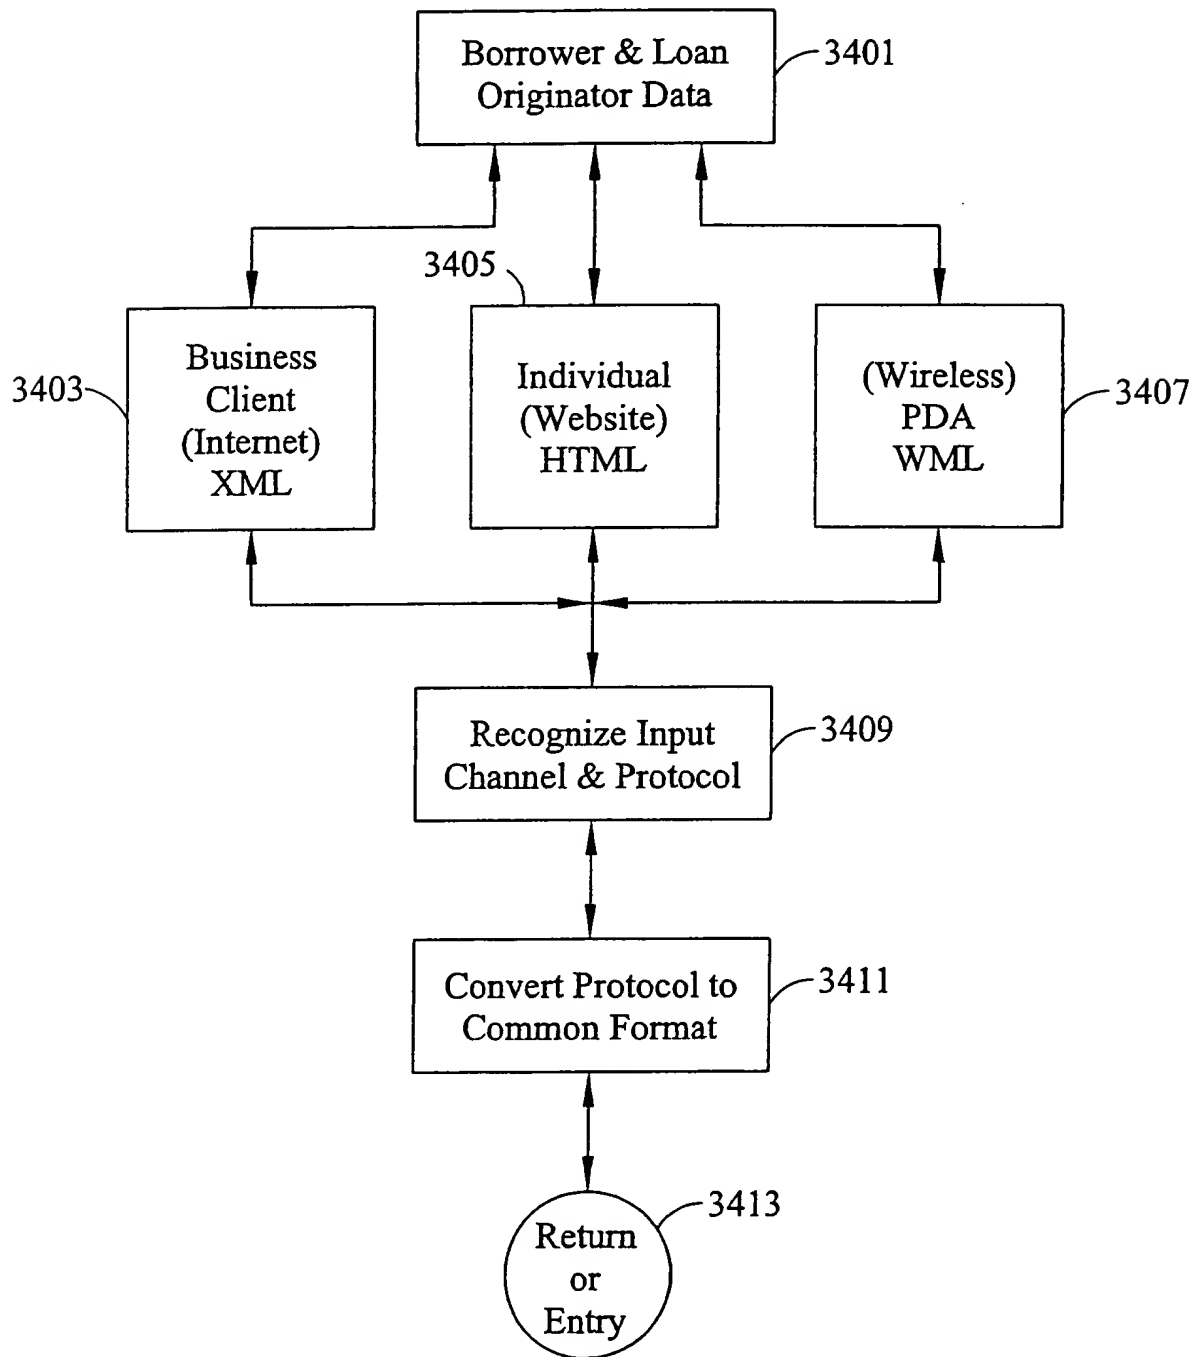 Borrower & Loan
Originator Data
3401
3405
3403
Business
Client
(Internet)
XML
Individual
(Website)
HTML
(Wireless)
PDA
WML
3407
Recognize Input
Channel & Protocol
3409
Convert Protocol to
Common Format
3411
3413
Return
or
Entry